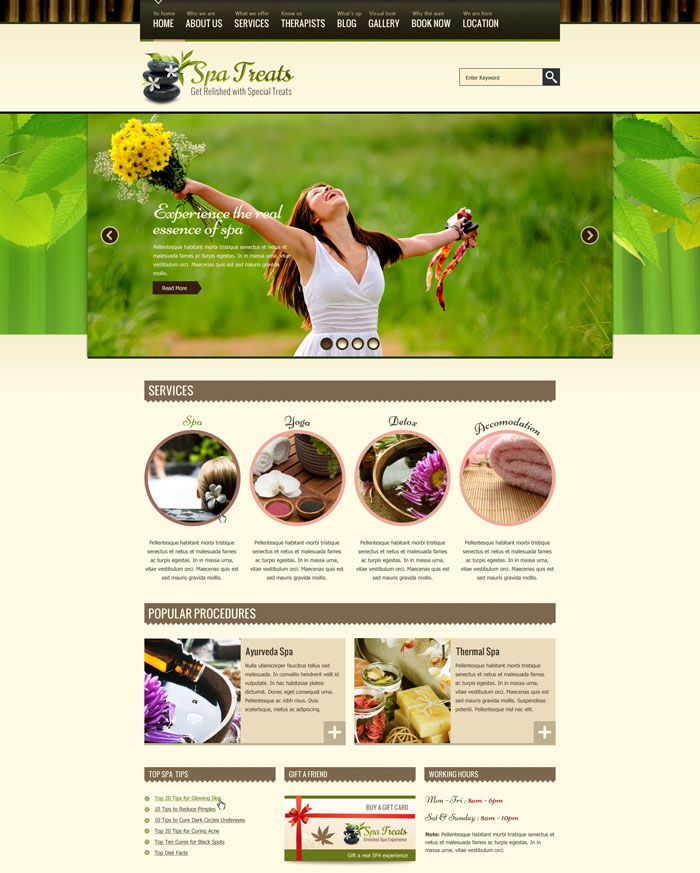 Its home
HOME
Who we are
ABOUT US
What we offer
SERVICES
Know us
THERAPISTS
What's up
BLOG
Visual look
GALLERY
Why the wait
BOOK NOW
We are here
LOCATION
Spa Treats
Get Relished with Special Treats
Enter Keyword
Experience the real
essence of spa
Pellentesque habitant morbi tristique senectus et netus et
malesuada fames ac turpis egestas. In in massa urna, vitae
vestibulum orci. Maecenas quis est sed mauris gravida
mollis.
Read More
SERVICES
Spa
Yoga
Detox
Accomodation
Pellentesque habitant morbi tristique
senectus et netus et malesuada fames
ac turpis egestas. In in massa urna,
vitae vestibulum orci. Maecenas quis est
sed mauris gravida mollis.
Pellentesque habitant morbi tristique
senectus et netus et malesuada fames
ac turpis egestas. In in massa urna,
vitae vestibulum orci. Maecenas quis est
sed mauris gravida mollis.
Pellentesque habitant morbi tristique
senectus et netus et malesuada fames
ac turpis egestas. In in massa urna,
vitae vestibulum orci. Maecenas quis est
sed mauris gravida mollis.
Pellentesque habitant morbi tristique
senectus et netus et malesuada fames
ac turpis egestas. In in massa urna,
vitae vestibulum orci. Maecenas quis est
sed mauris gravida mollis.
POPULAR PROCEDURES
Ayurveda Spa
Nulla ullamcorper faucibus tellus sed
malesuada. In convallis hendrerit velit id
vulputate. In hac habitasse platea
dictumst. Donec eget consequat urna.
Pellentesque ac nibh risus. Duis
scelerisque, metus ac adipiscing.
Thermal Spa
Pellentesque habitant morbi tristique
senectus et netus et malesuada fames
ac turpis egestas. In in massa urna,
vitae vestibulum orci. Maecenas quis est
sed mauris gravida mollis. Suspendisse
potenti. Pellentesque nisl nec elit.
TOP SPA TIPS
Top 20 Tips for Glowing Skin
10 Tips to Reduce Pimples
10 Tips to Cure Dark Circles Undereyes
Top 20 Tips for Curing Acne
Top Ten Cures for Black Spots
Top Diet Facts
GIFT A FRIEND
BUY A GIFT CARD
Spa Treats
Enriched Spa Experience
Gift a real SPA experience
WORKING HOURS
Mon - Fri : 8am - 6pm
Sat & Sunday : 8am - 10pm
Note: Pellentesque habitant morbi tristique
senectus et netus et malesuada fames ac turpis
egestas. In in massa urna, vitae vestibulum
orci.